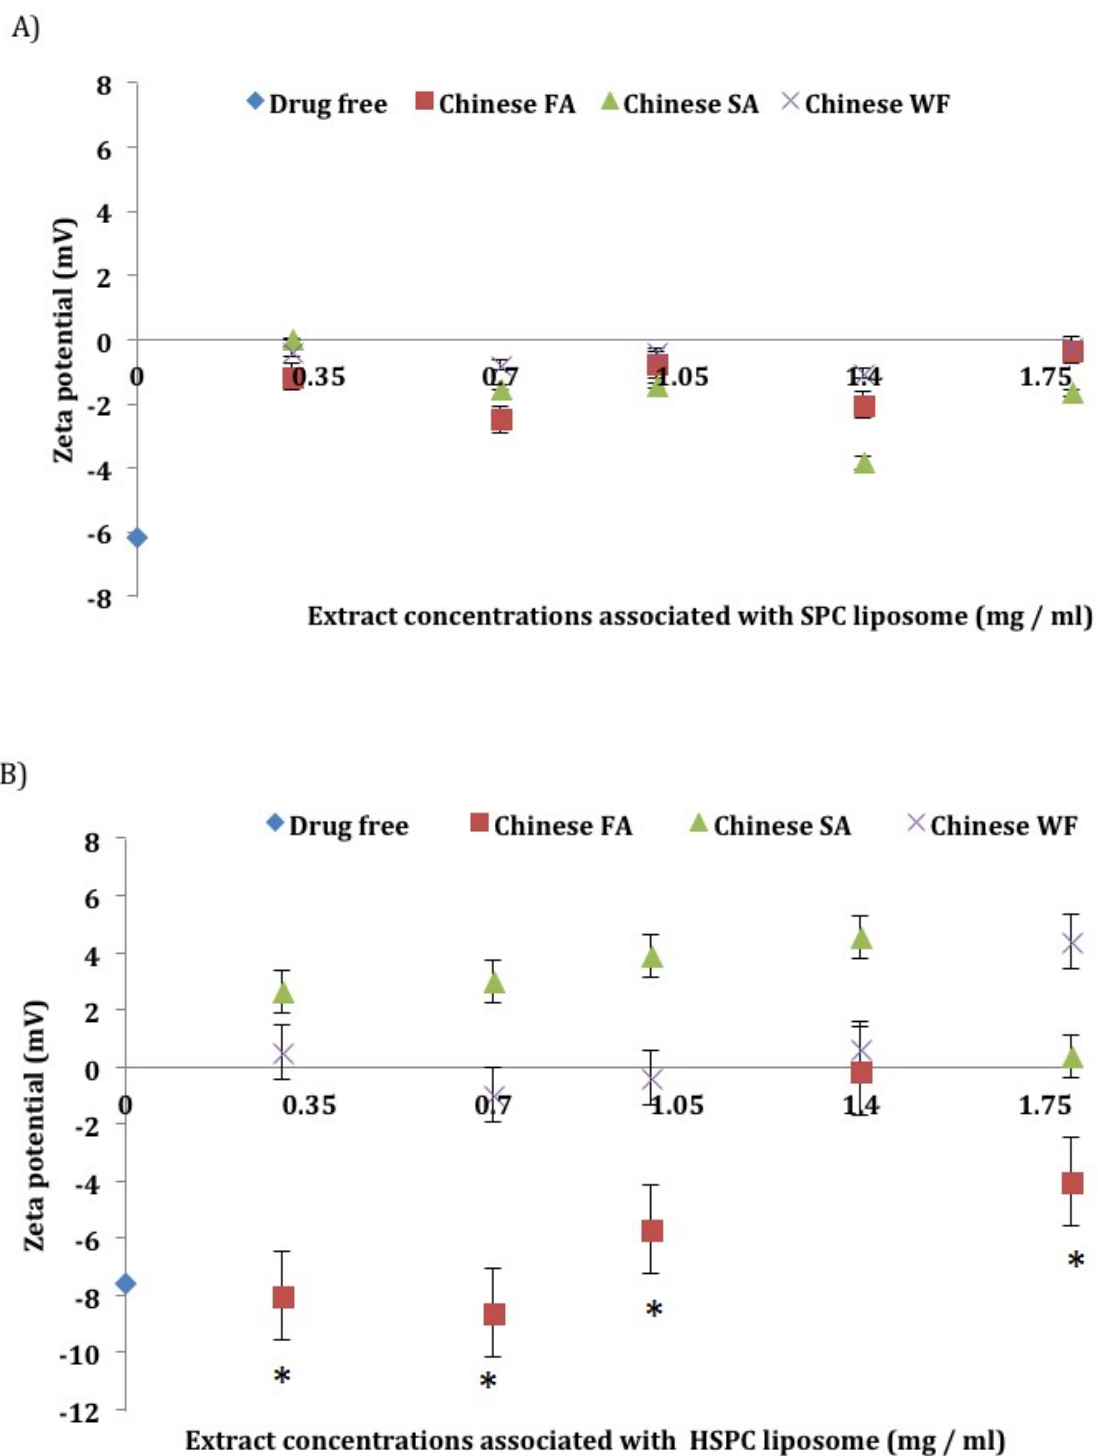 A)
Drug free Chinese FA Chinese SA Chinese WF
8
6
4
2
0
-2
-4
-6
-8
Zeta potential (mV)
0 0.35 0.7 1.05 1.4 1.75
Extract concentrations associated with SPC liposome (mg / ml)
B)
Drug free Chinese FA Chinese SA Chinese WF
8
6
4
2
0
-2
-4
-6
-8
-10
-12
Zeta potential (mV)
0 0.35 0.7 1.05 1.4 1.75
*
*
*
*
Extract concentrations associated with HSPC liposome (mg / ml)